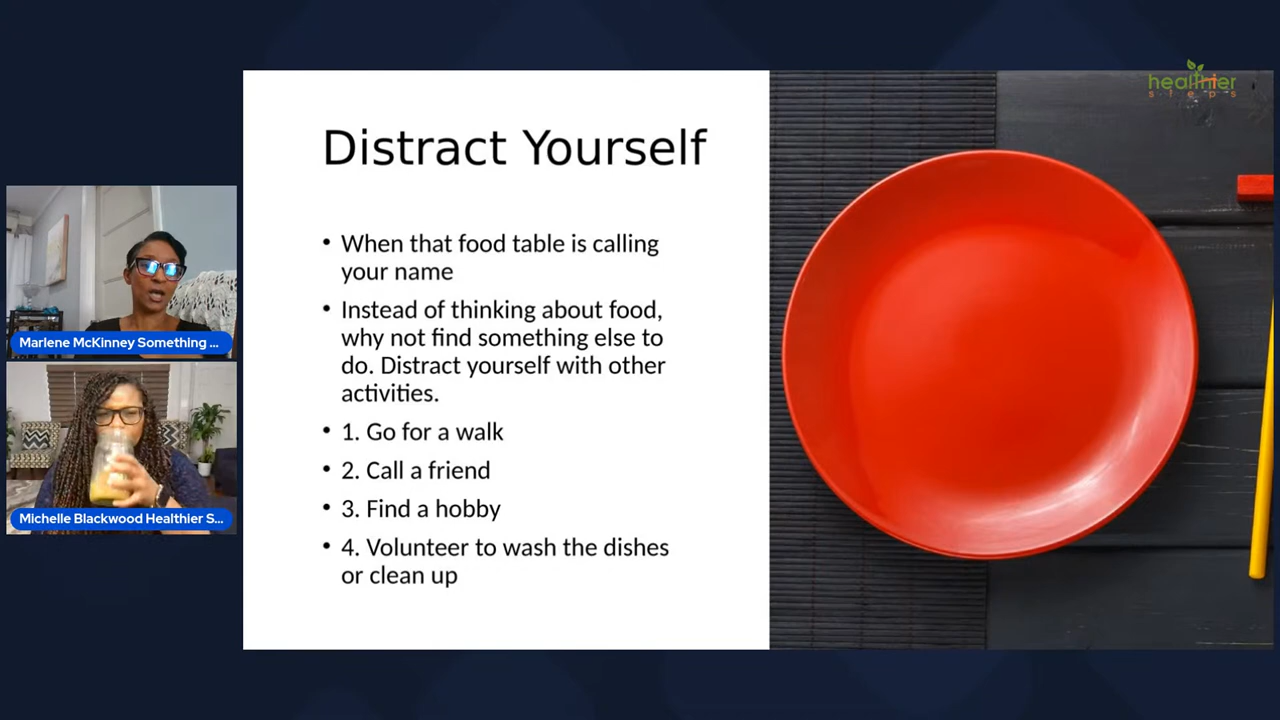 healthier
steps
Distract Yourself
• When that food table is calling
your name
• Instead of thinking about food,
why not find something else to
do. Distract yourself with other
activities.
• 1. Go for a walk
• 2. Call a friend
• 3. Find a hobby
• 4. Volunteer to wash the dishes
or clean up
Marlene McKinney Something ...
Michelle Blackwood Healthier S...